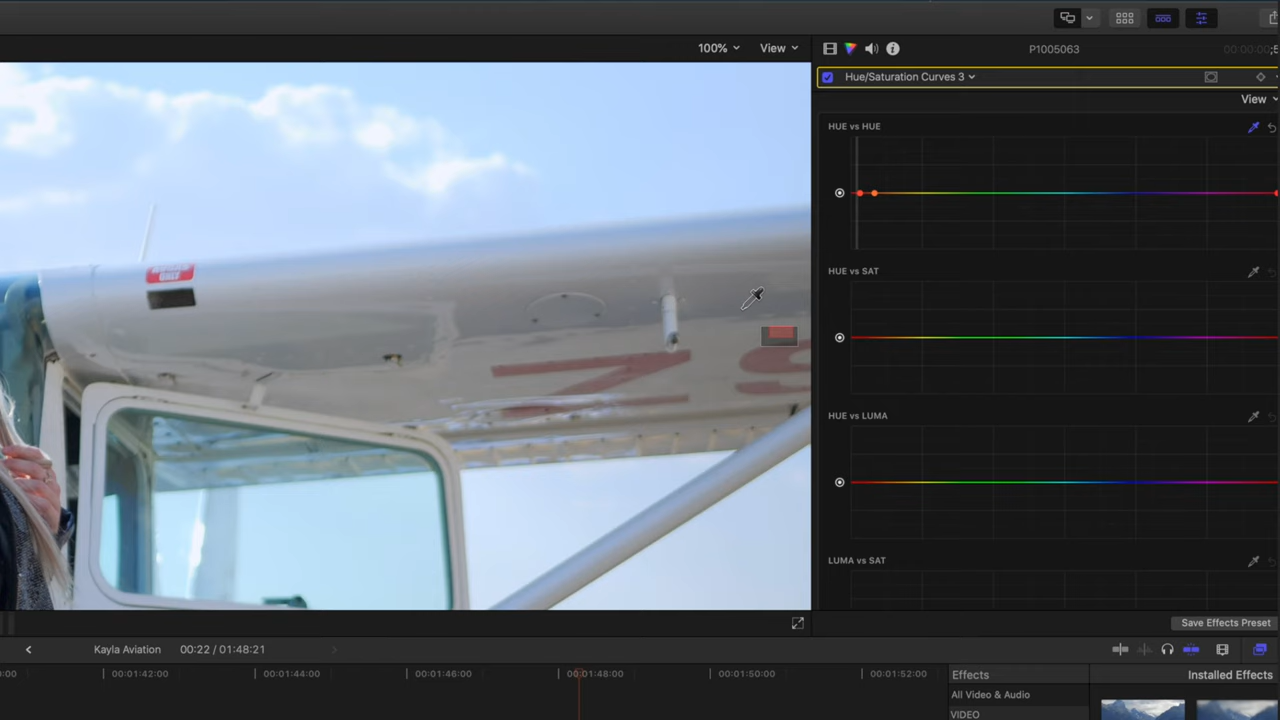 100%
View
P1005063
Hue/Saturation Curves 3
View
HUE vs HUE
HUE vs SAT
HUE vs LUMA
LUMA vs SAT
Save Effects Preset
Kayla Aviation
00:22 / 01:48:21
00:01:42:00
00:01:44:00
00:01:46:00
00:01:48:00
00:01:50:00
00:01:52:00
Effects
Installed Effects
All Video & Audio
VIDEO